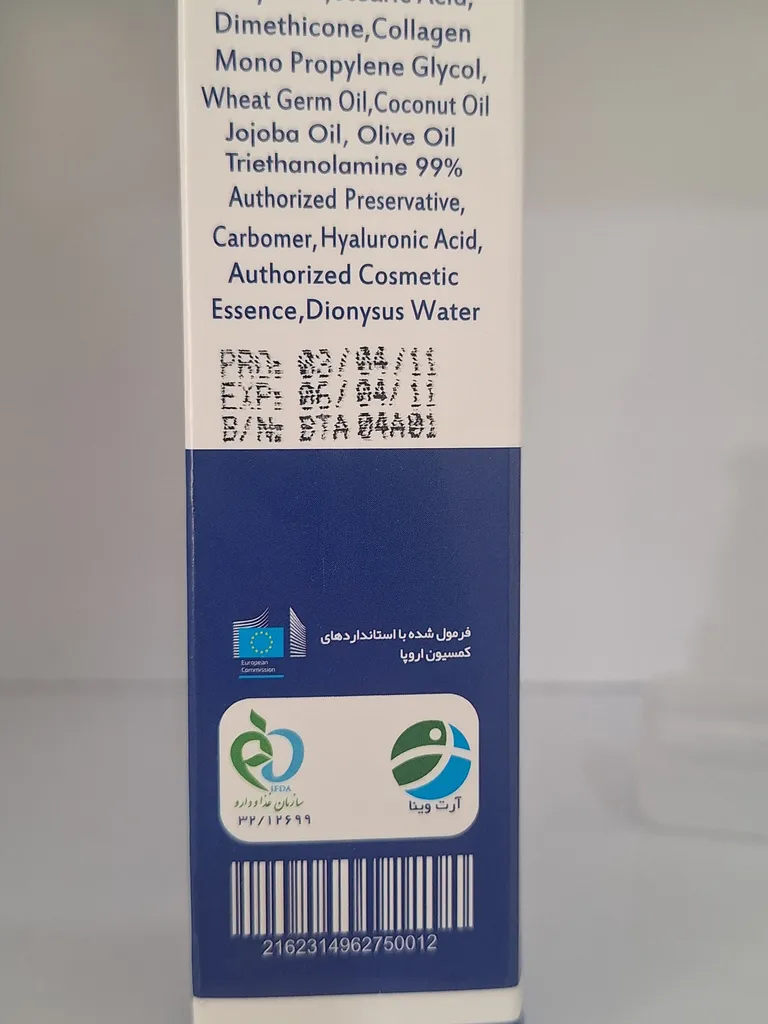 Dimethicone,Collagen
Mono Propylene Glycol,
Wheat Germ Oil,Coconut Oil
Jojoba Oil, Olive Oil
Triethanolamine 99%
Authorized Preservative,
Carbomer,Hyaluronic Acid,
Authorized Cosmetic
Essence,Dionysus Water
PRD: 03/04/11
EXP: 06/04/11
B/N: BTA 04A01
فرمول شده با استانداردهای
کمسیون اروپا
European
Commission
IFDA
سازمان غذا و دارو
۳۲/۱۲۶۹۹
آرت وینا
2162314962750012